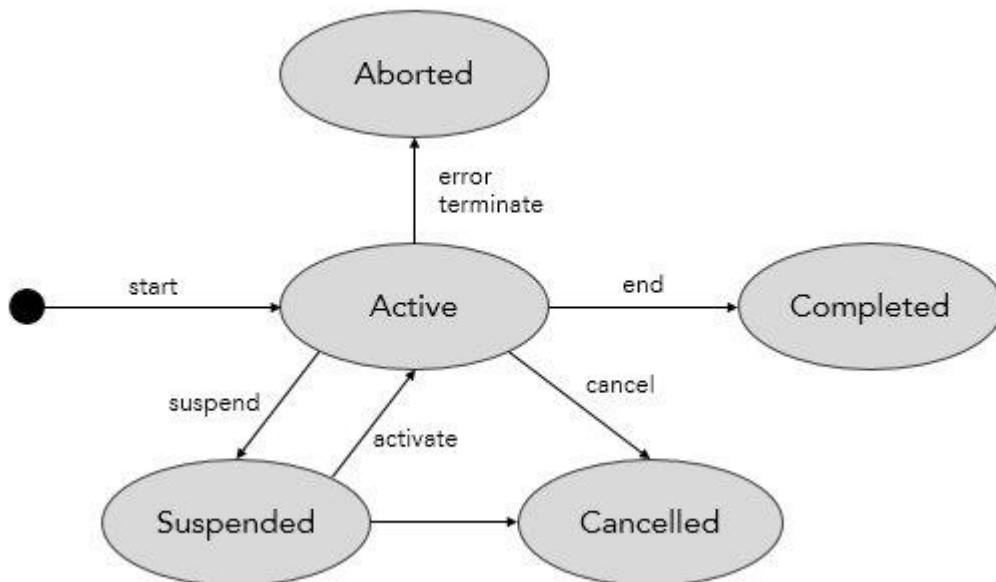 Aborted
error
terminate
start
Active
end
Completed
suspend
activate
cancel
Suspended
Cancelled